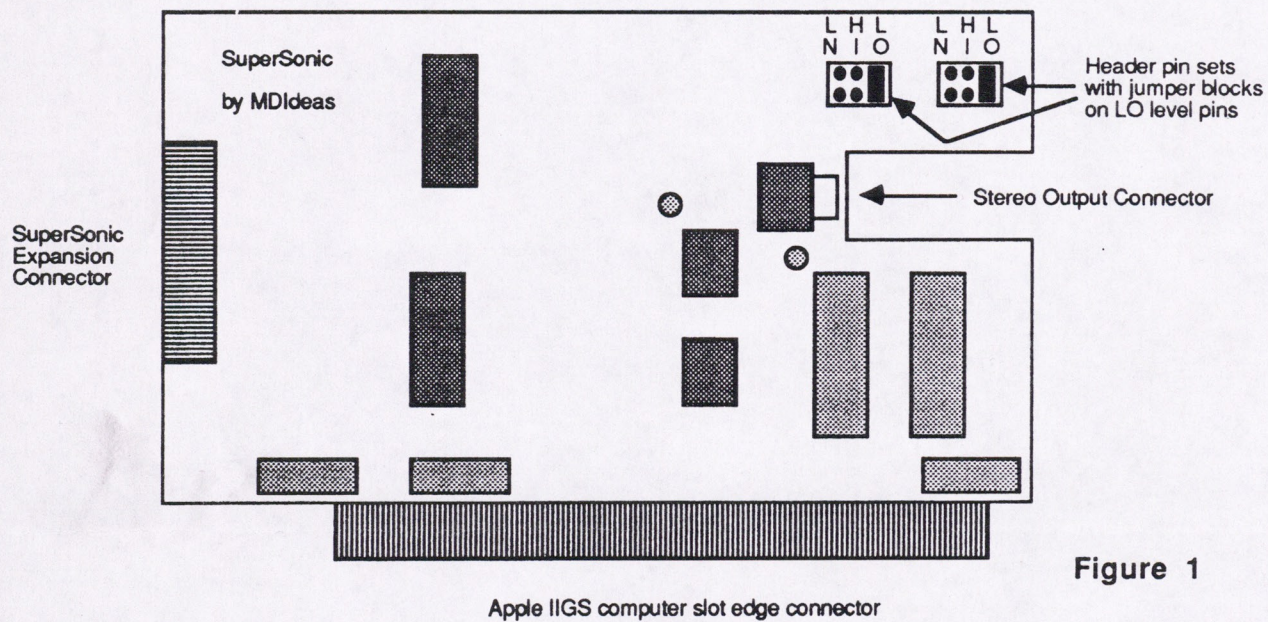 L H L
N I O
L H L
N I O
SuperSonic
by MDIdeas
Header pin sets
with jumper blocks
on LO level pins
Stereo Output Connector
SuperSonic
Expansion
Connector
Figure 1
Apple IIGS computer slot edge connector